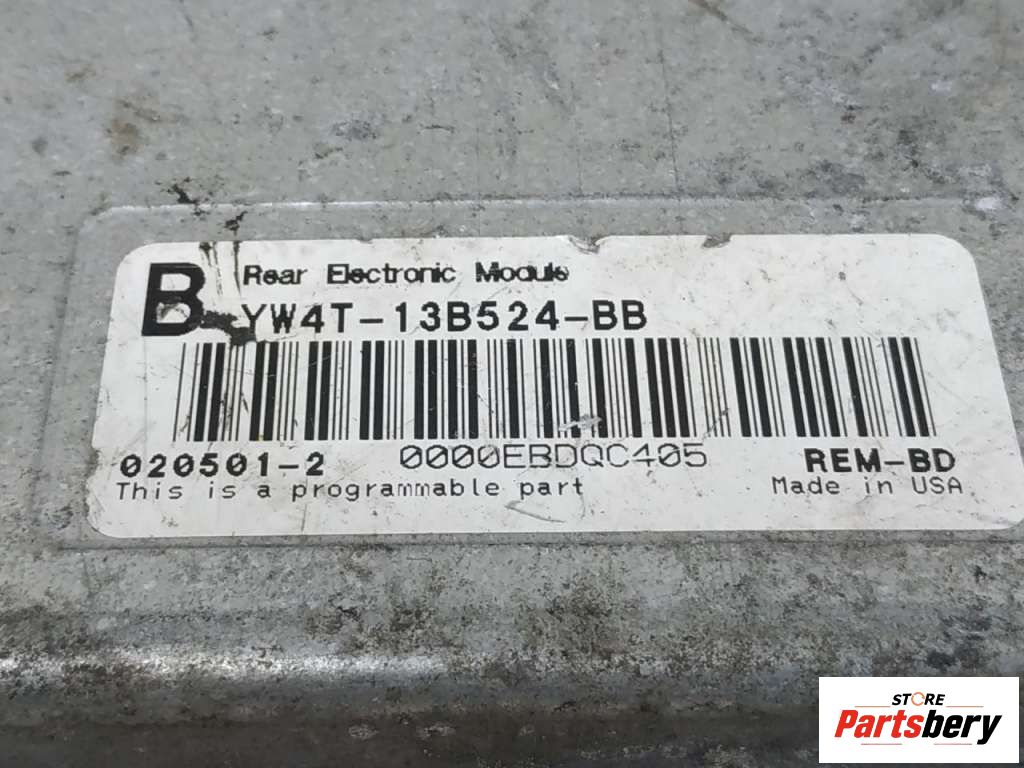 B
Rear Electronic Module
YW4T-13B524-BB
020501-2 0000EBDQC405 REM-BD
This is a programmable part Made in USA
STORE
Partsbery